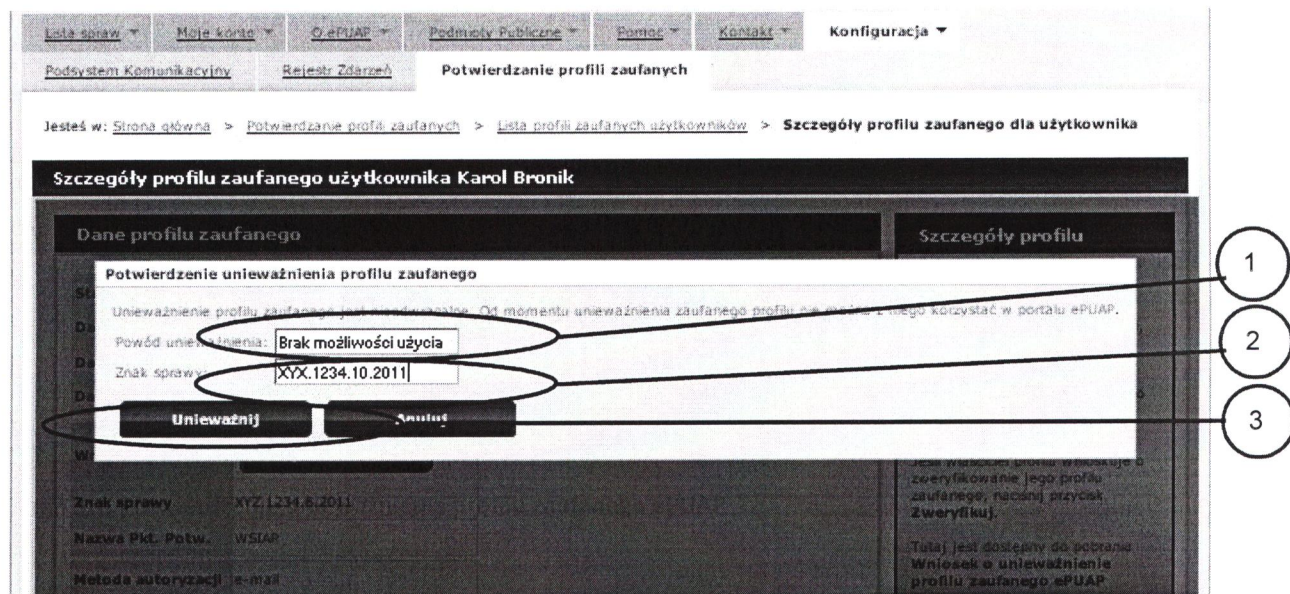 Lista spraw Moje konto O ePUAP Podmioty Publiczne Pomoc Kontakt Konfiguracja
Podsystem Komunikacyjny Rejestr Zdarzeń Potwierdzanie profili zaufanych
Jesteś w: Strona główna > Potwierdzanie profili zaufanych > Lista profili zaufanych użytkowników > Szczegóły profilu zaufanego dla użytkownika
Szczegóły profilu zaufanego użytkownika Karol Bronik
Dane profilu zaufanego
Szczegóły profilu
Potwierdzenie unieważnienia profilu zaufanego
Unieważnienie profilu zaufanego jest nieodwracalne. Od momentu unieważnienia zaufanego profilu nie można z niego korzystać w portalu ePUAP.
Powód unieważnienia: Brak możliwości użycia
Znak sprawy: XYX.1234.10.2011
Unieważnij Anuluj
1
2
3
Jeśli właściciel profilu wnioskuje o
zweryfikowanie jego profilu
zaufanego, naciśnij przycisk
Zweryfikuj.
Znak sprawy XYZ.1234.8.2011
Nazwa Pkt. Potw. WSIAP
Metoda autoryzacji e-mail
Tutaj jest dostępny do pobrania
Wniosek o unieważnienie
profilu zaufanego ePUAP